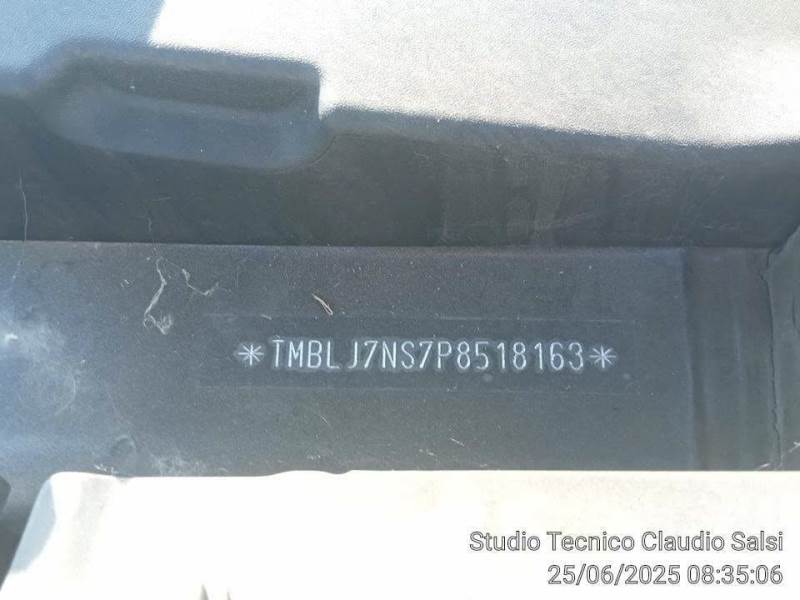 *TMBLJ7NS7P8518163*
Studio Tecnico Claudio Salsi
25/06/2025 08:35:06